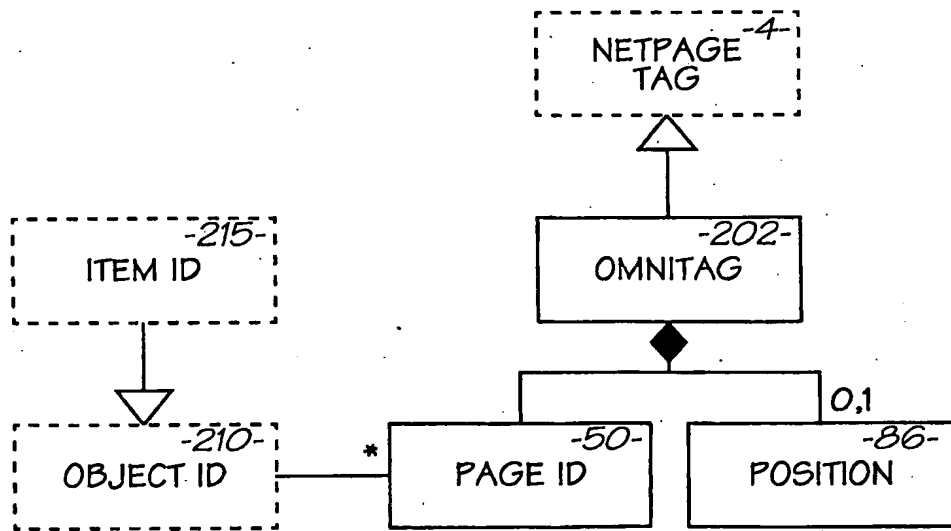 -4-
NETPAGE
TAG
-215-
ITEM ID
-202-
OMNITAG
0,1
-210-
OBJECT ID
*
-50-
PAGE ID
-86-
POSITION